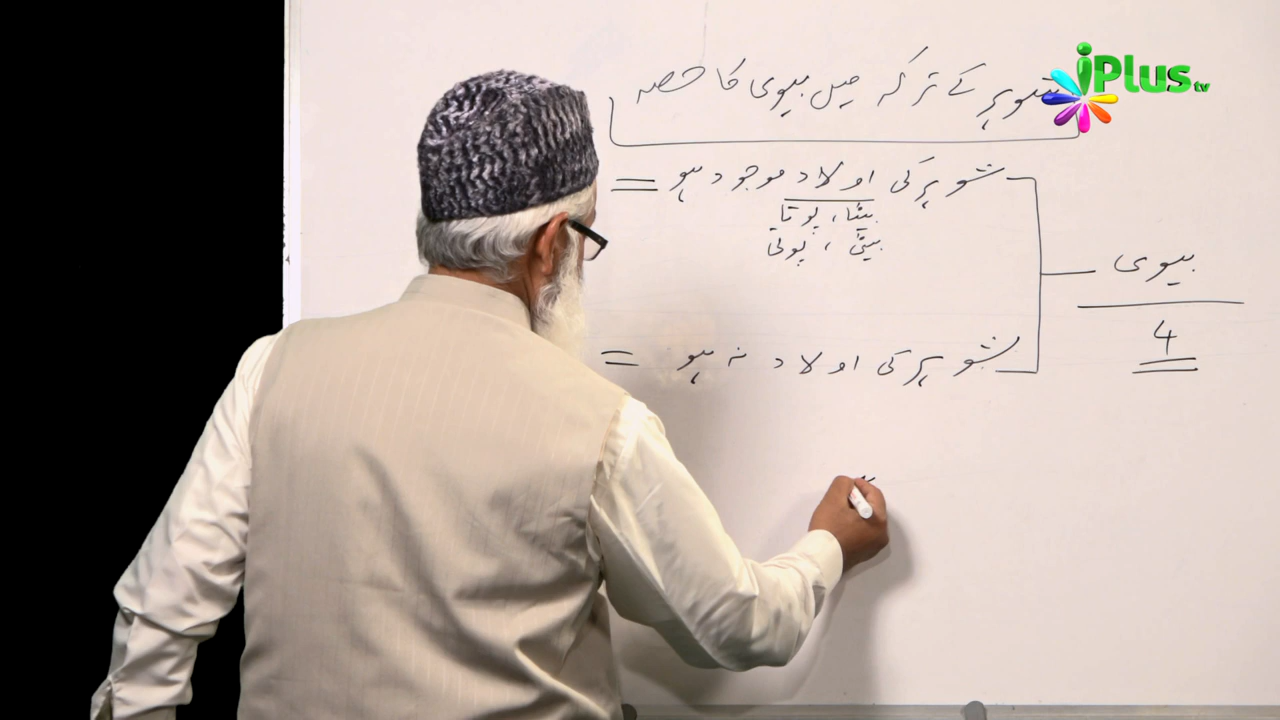 iPlus tv
شوہر کے ترکہ میں بیوی کا حصہ
شوہر کی اولاد موجود ہو =
بیٹا، پوتا
بیٹی، پوتی
بیوی
4
شوہر کی اولاد نہ ہو =